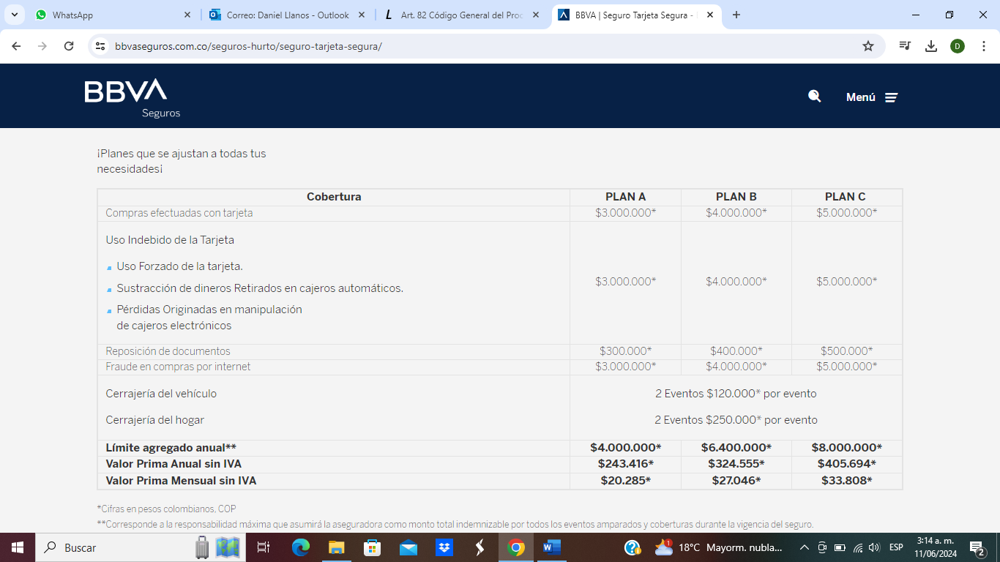 WhatsApp
Correo: Daniel Llanos - Outlook
Art. 82 Código General del Proc
BBVA | Seguro Tarjeta Segura -
bbvaseguros.com.co/seguros-hurto/seguro-tarjeta-segura/
D
BBVA
Seguros
Menú
¡Planes que se ajustan a todas tus
necesidades¡
Cobertura PLAN A PLAN B PLAN C
Compras efectuadas con tarjeta $3.000.000* $4.000.000* $5.000.000*
Uso Indebido de la Tarjeta
Uso Forzado de la tarjeta.
$3.000.000* $4.000.000* $5.000.000*
Sustracción de dineros Retirados en cajeros automáticos.
Pérdidas Originadas en manipulación
de cajeros electrónicos
Reposición de documentos $300.000* $400.000* $500.000*
Fraude en compras por internet $3.000.000* $4.000.000* $5.000.000*
Cerrajería del vehículo 2 Eventos $120.000* por evento
Cerrajería del hogar 2 Eventos $250.000* por evento
Límite agregado anual** $4.000.000* $6.400.000* $8.000.000*
Valor Prima Anual sin IVA $243.416* $324.555* $405.694*
Valor Prima Mensual sin IVA $20.285* $27.046* $33.808*
*Cifras en pesos colombianos, COP
**Corresponde a la responsabilidad máxima que asumirá la aseguradora como monto total indemnizable por todos los eventos amparados y coberturas durante la vigencia del seguro.
Buscar
1
18°C Mayorm. nubla...
ESP
3:14 a. m.
11/06/2024
2